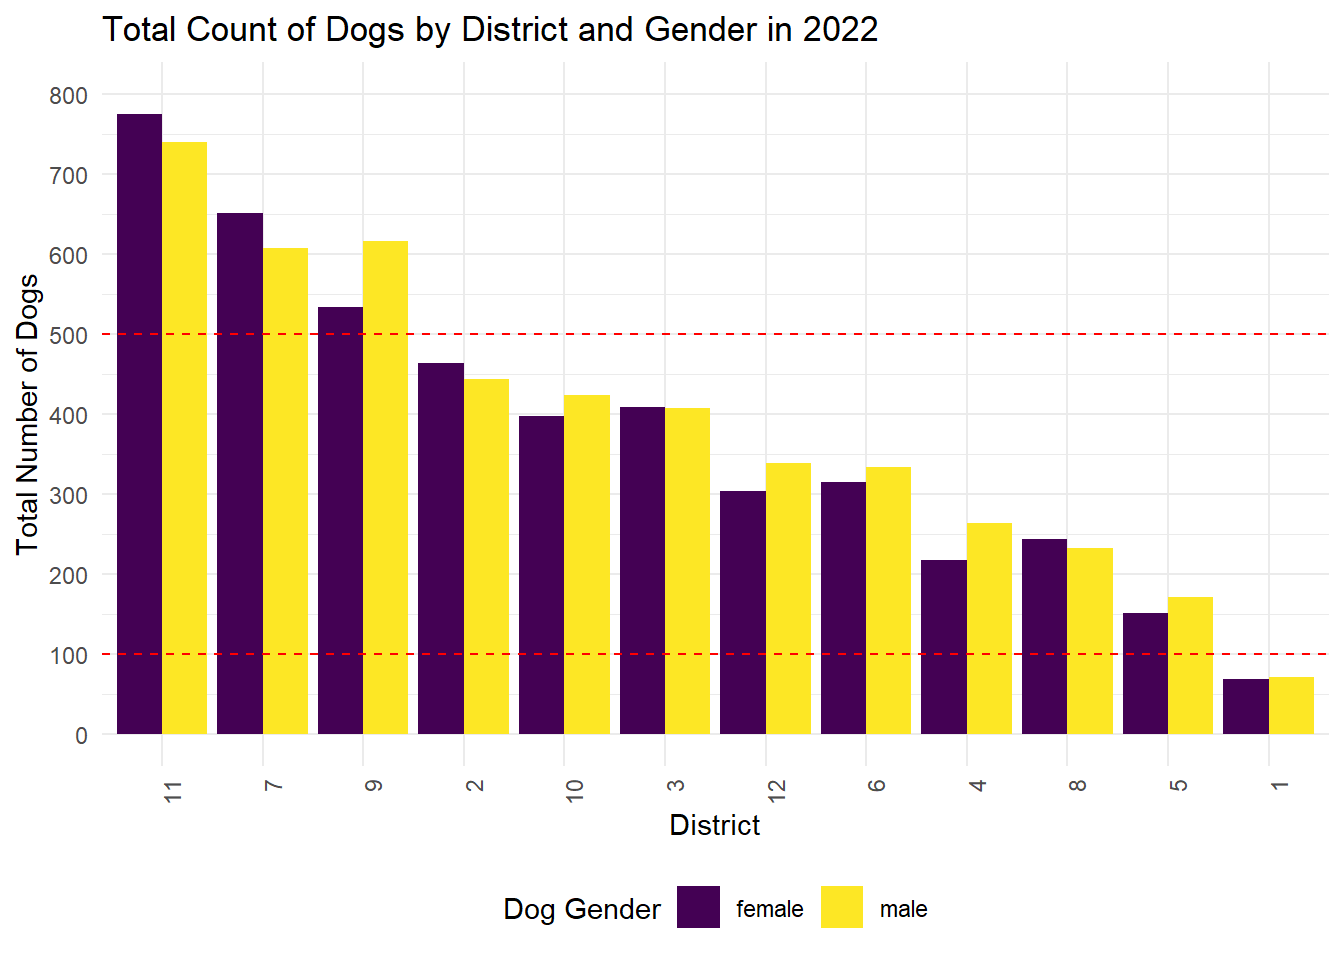 Total Count of Dogs by District and Gender in 2022
Total Number of Dogs
800
700
600
500
400
300
200
100
0
11 7 9 2 10 3 12 6 4 8 5 1
District
Dog Gender female male